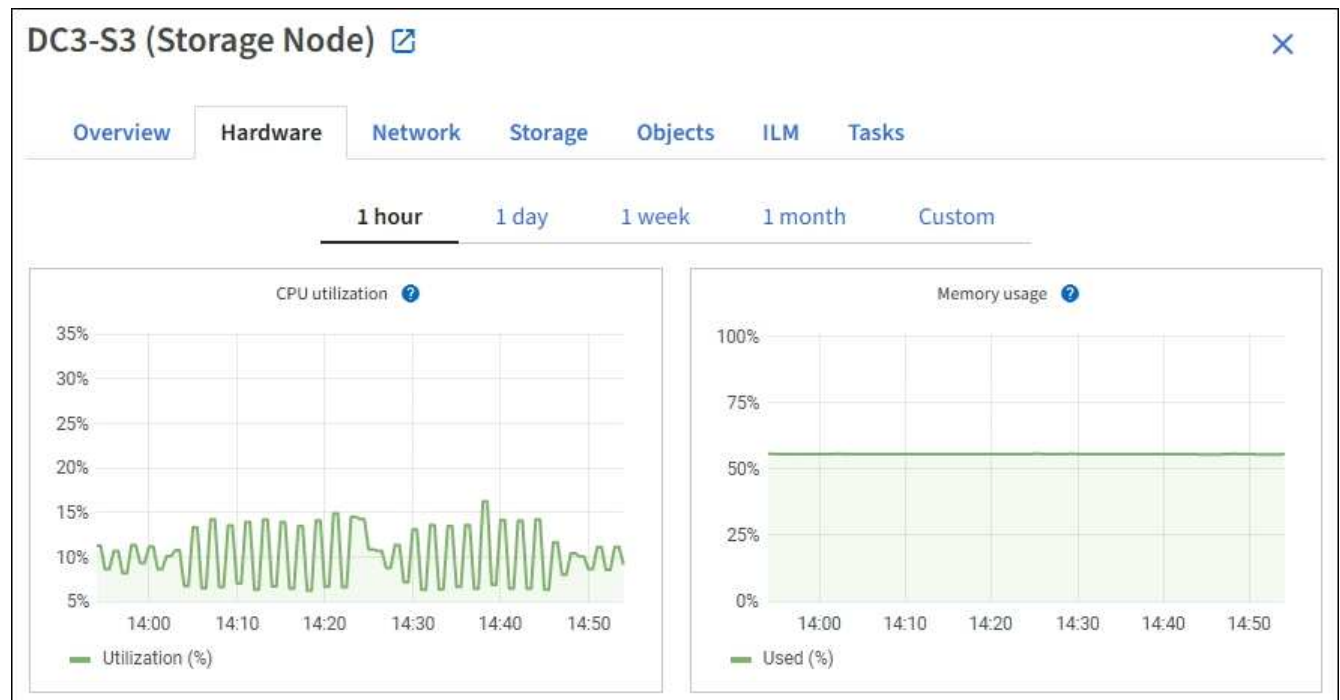 DC3-S3 (Storage Node)
Overview Hardware Network Storage Objects ILM Tasks
1 hour 1 day 1 week 1 month Custom
CPU utilization ?
35%
30%
25%
20%
15%
10%
5%
14:00 14:10 14:20 14:30 14:40 14:50
Utilization (%)
Memory usage ?
100%
75%
50%
25%
0%
14:00 14:10 14:20 14:30 14:40 14:50
Used (%)